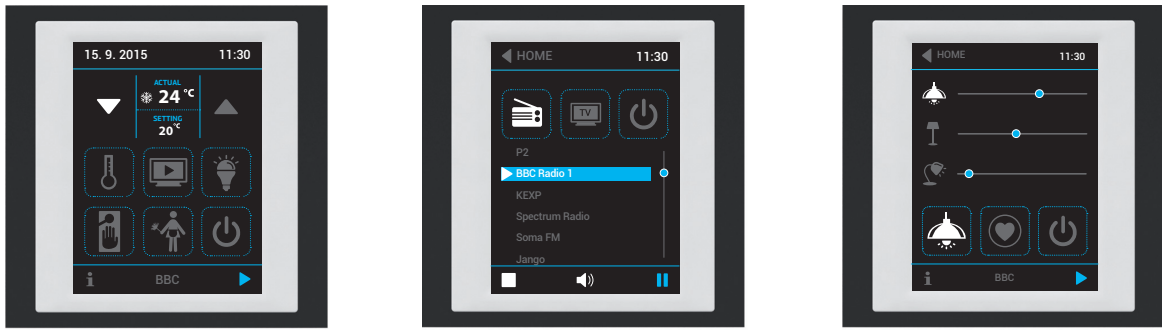 15. 9. 2015 11:30
ACTUAL
24 °C
SETTING
20 °C
i BBC
HOME 11:30
TV
P2
BBC Radio 1
KEXP
Spectrum Radio
Soma FM
Jango
HOME 11:30
i BBC